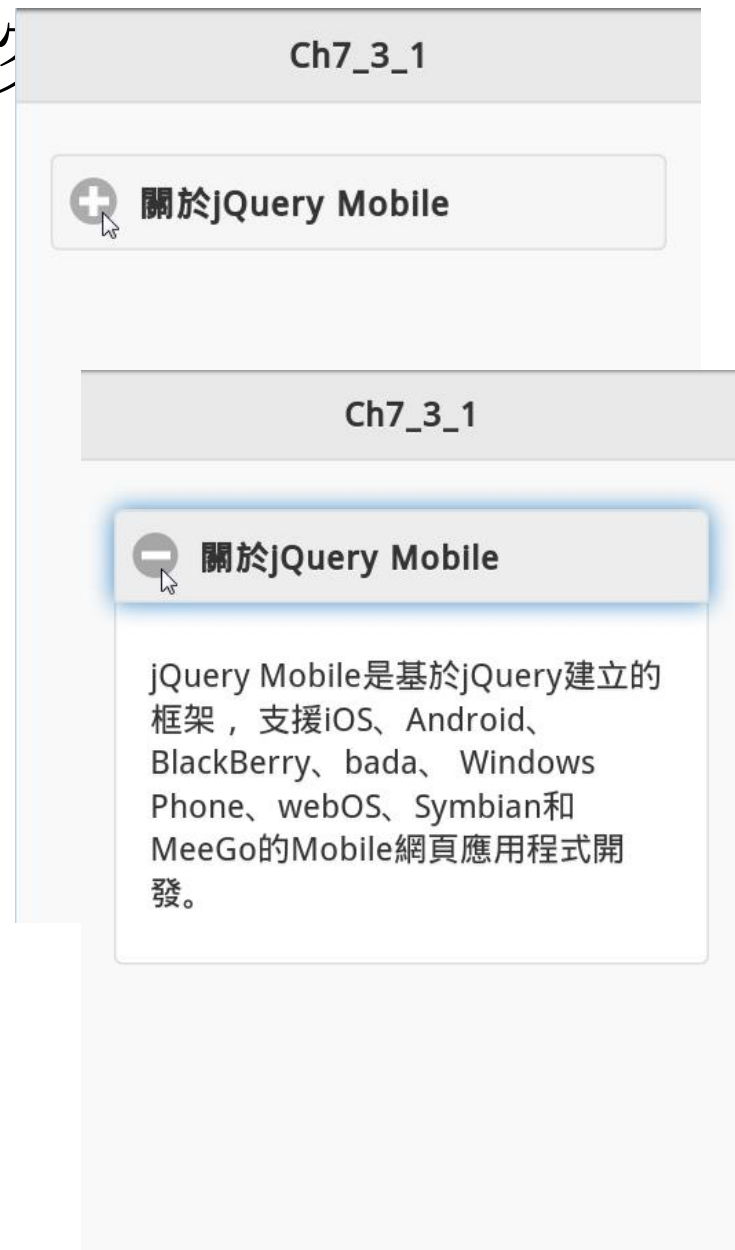 Ch7_3_1
關於jQuery Mobile
Ch7_3_1
關於jQuery Mobile
jQuery Mobile是基於jQuery建立的
框架， 支援iOS、Android、
BlackBerry、bada、 Windows
Phone、webOS、Symbian和
MeeGo的Mobile網頁應用程式開
發。